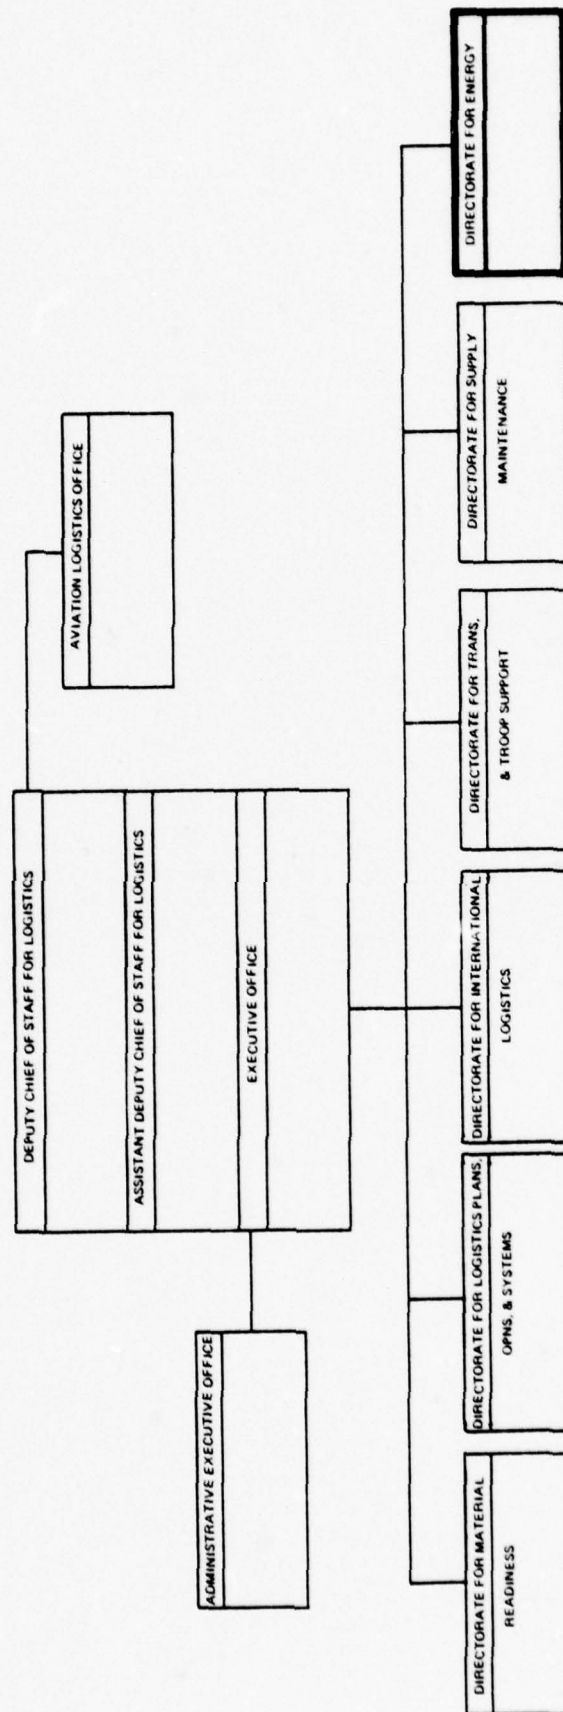 DEPUTY CHIEF OF STAFF FOR LOGISTICS
AVIATION LOGISTICS OFFICE
ASSISTANT DEPUTY CHIEF OF STAFF FOR LOGISTICS
ADMINISTRATIVE EXECUTIVE OFFICE
EXECUTIVE OFFICE
DIRECTORATE FOR MATERIAL
READINESS
DIRECTORATE FOR LOGISTICS PLANS,
OPNS, & SYSTEMS
DIRECTORATE FOR INTERNATIONAL
LOGISTICS
DIRECTORATE FOR TRANS,
& TROOP SUPPORT
DIRECTORATE FOR SUPPLY
MAINTENANCE
DIRECTORATE FOR ENERGY